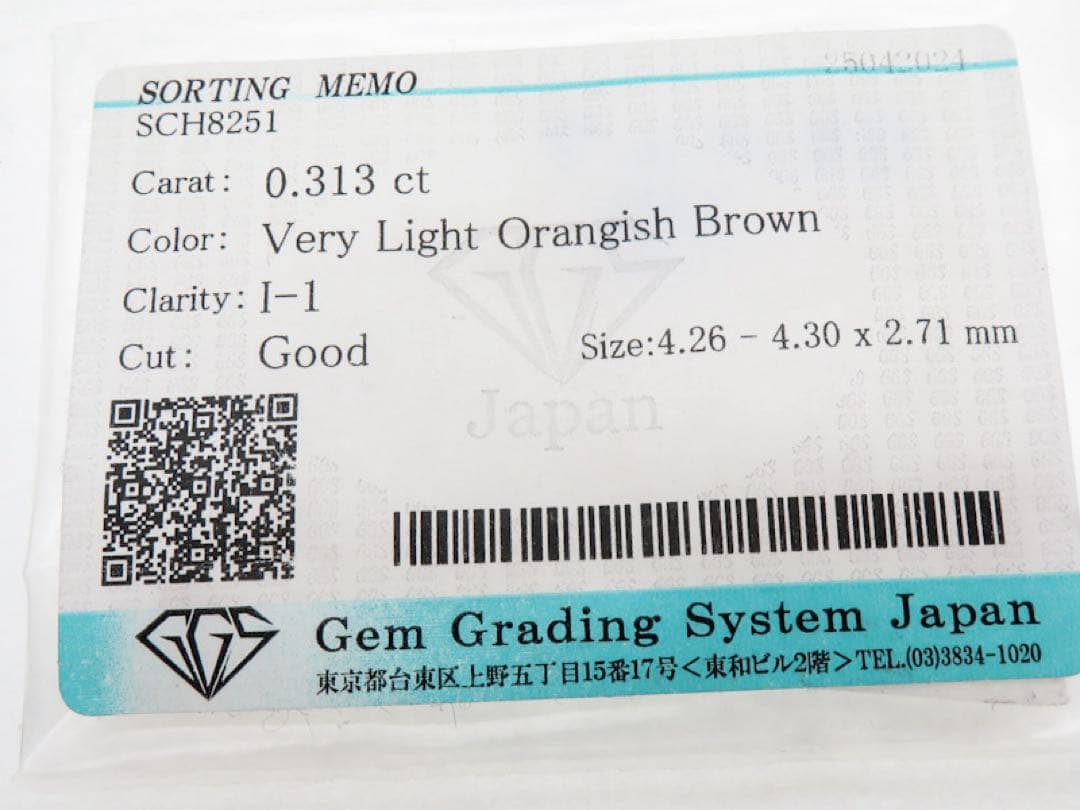 25042024
SORTING MEMO
SCH8251
Carat: 0.313 ct
Color: Very Light Orangish Brown
Clarity: I-1
Cut: Good
Size:4.26 - 4.30 x 2.71 mm
GGS
Japan
GGS
Gem Grading System Japan
東京都台東区上野五丁目15番17号<東和ビル2階>TEL.(03)3834-1020